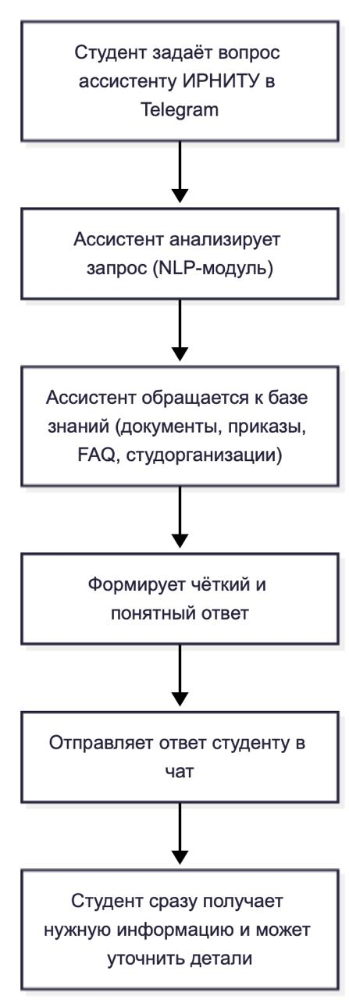 Студент задаёт вопрос
ассистенту ИРНИТУ в
Telegram
Ассистент анализирует
запрос (NLP-модуль)
Ассистент обращается к базе
знаний (документы, приказы,
FAQ, студорганизации)
Формирует чёткий и
понятный ответ
Отправляет ответ студенту в
чат
Студент сразу получает
нужную информацию и может
уточнить детали